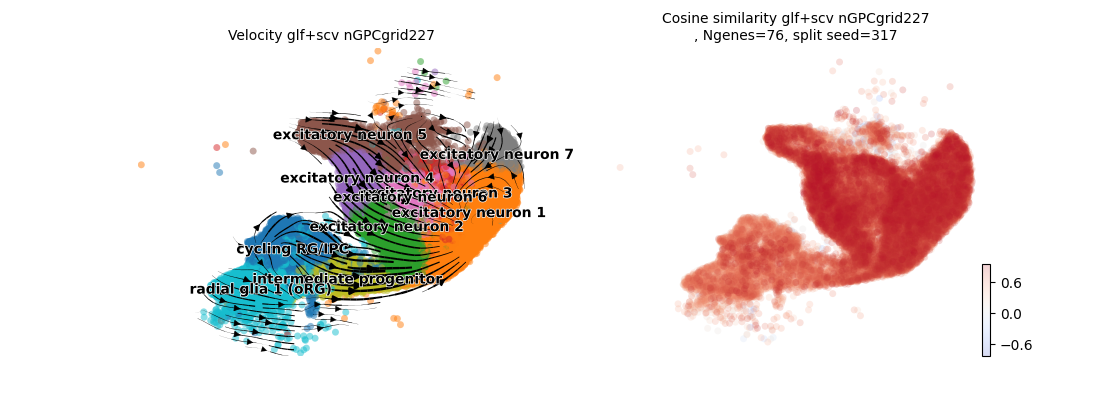 Velocity glf+scv nGPCgrid227
Cosine similarity glf+scv nGPCgrid227
, Ngenes=76, split seed=317
excitatory neuron 5
excitatory neuron 7
excitatory neuron 4
excitatory neuron 3
excitatory neuron 6
excitatory neuron 1
excitatory neuron 2
cycling RG/IPC
intermediate progenitor
radial glia 1 (oRG)
0.6
0.0
−0.6